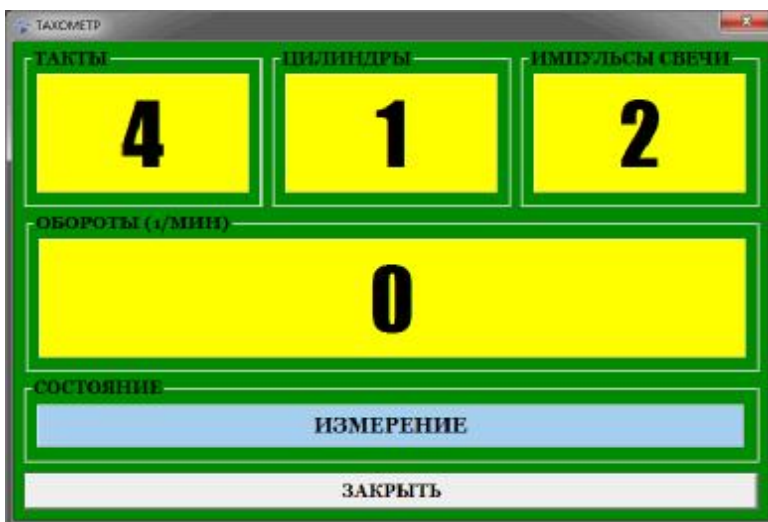 ТАХОМЕТР
ТАКТЫ ЦИЛИНДРЫ ИМПУЛЬСЫ СВЕЧИ
4 1 2
ОБОРОТЫ (1/МИН)
0
СОСТОЯНИЕ
ИЗМЕРЕНИЕ
ЗАКРЫТЬ